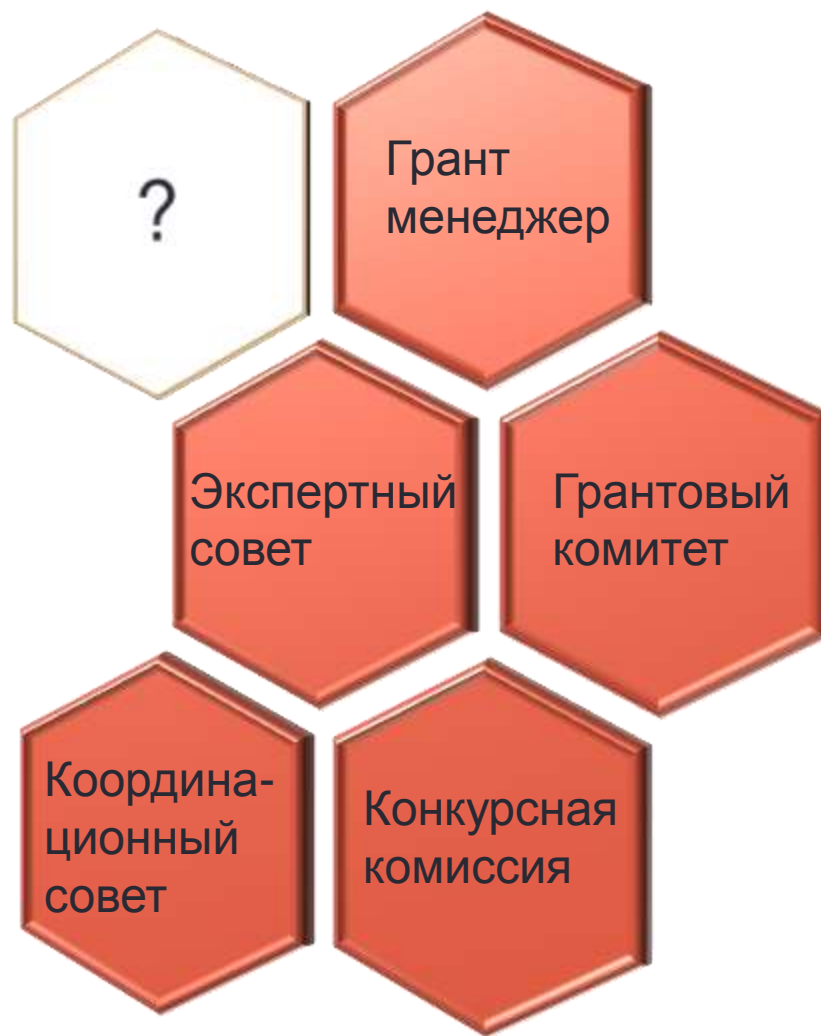 ?
Грант
менеджер
Экспертный
совет
Грантовый
комитет
Координа-
ционный
совет
Конкурсная
комиссия